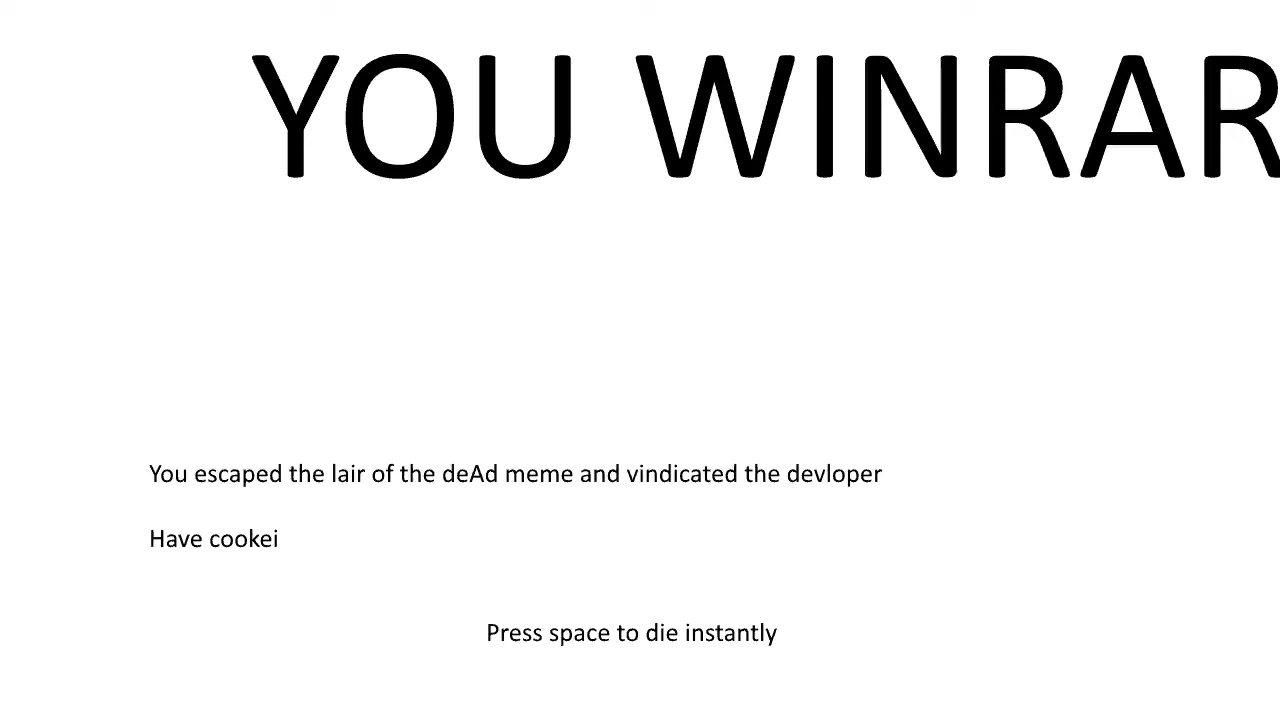 YOU WINRAR
You escaped the lair of the deAd meme and vindicated the devloper
Have cookei
Press space to die instantly